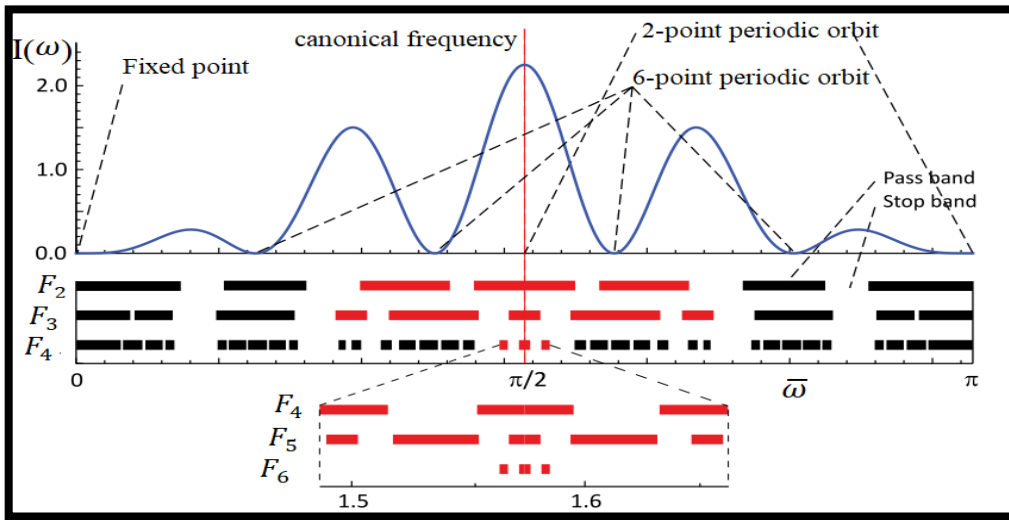 canonical frequency
2-point periodic orbit
I(ω)
Fixed point
6-point periodic orbit
2.0
Pass band
1.0
Stop band
0.0
F₂
F₃
F₄
0
π/2
ω̅
π
F₄
F₅
F₆
1.5
1.6